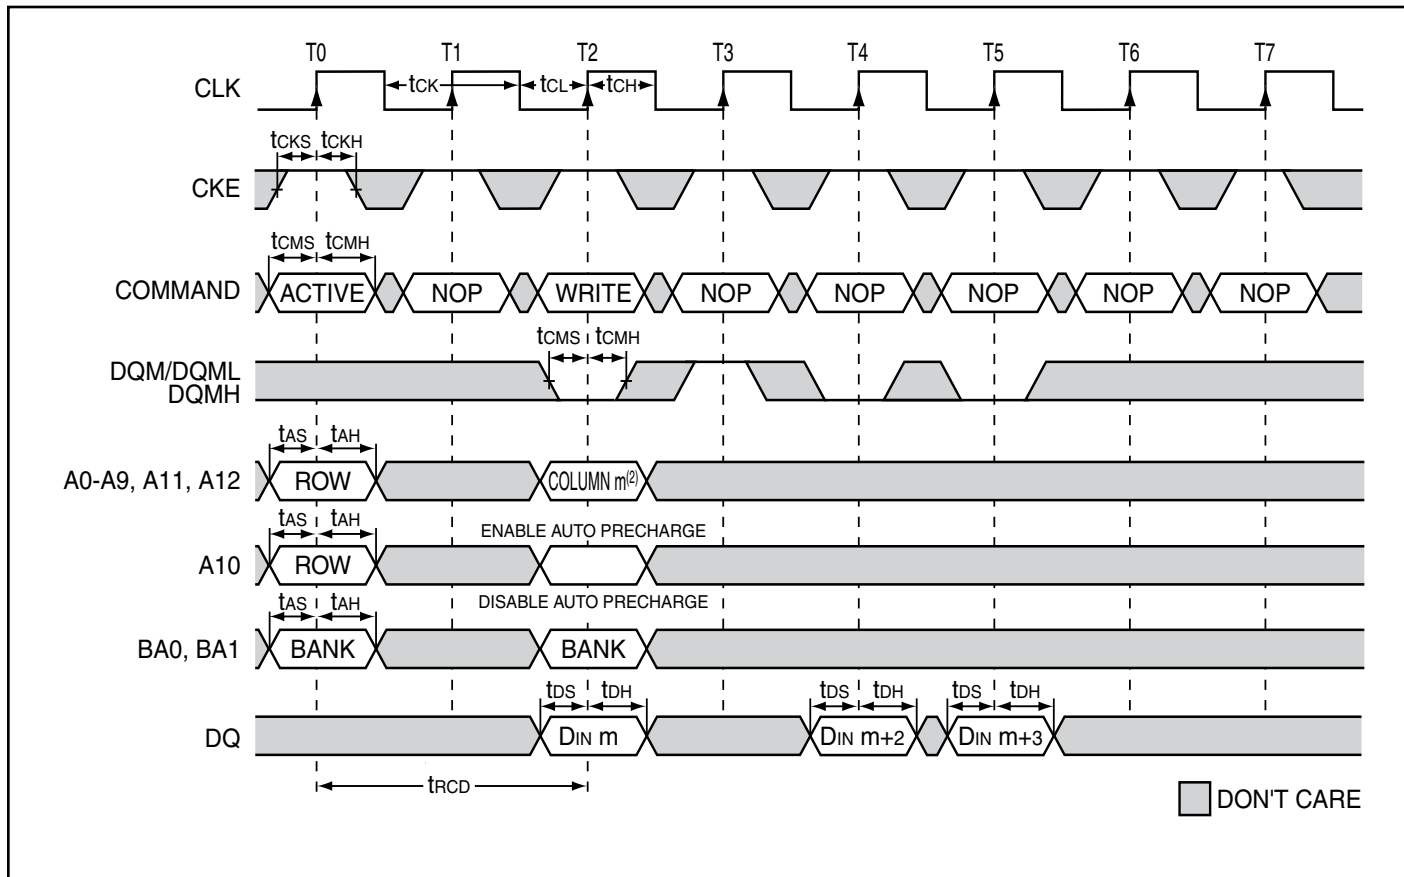 T0 T1 T2 T3 T4 T5 T6 T7
CLK
tCK tCL tCH
tCKS tCKH
CKE
tCMS tCMH
COMMAND ACTIVE NOP WRITE NOP NOP NOP NOP NOP
tCMS tCMH
DQM/DQML
DQMH
tAS tAH
A0-A9, A11, A12 ROW COLUMN m(2)
tAS tAH ENABLE AUTO PRECHARGE
A10 ROW
tAS tAH DISABLE AUTO PRECHARGE
BA0, BA1 BANK BANK
tDS tDH tDS tDH tDS tDH
DQ DIN m DIN m+2 DIN m+3
tRCD
DON'T CARE